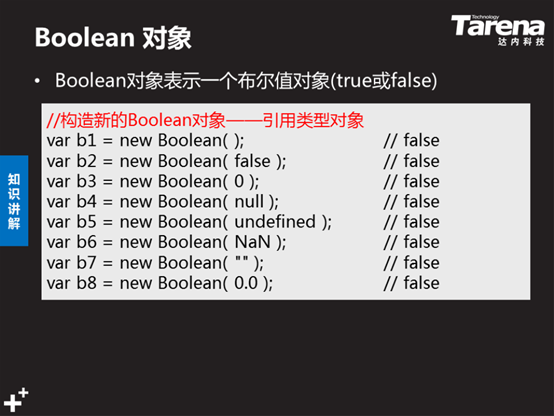 Boolean 对象
Technology
Tarena
达内科技
• Boolean对象表示一个布尔值对象(true或false)
//构造新的Boolean对象——引用类型对象
var b1 = new Boolean( ); // false
var b2 = new Boolean( false ); // false
var b3 = new Boolean( 0 ); // false
var b4 = new Boolean( null ); // false
var b5 = new Boolean( undefined ); // false
var b6 = new Boolean( NaN ); // false
var b7 = new Boolean( "" ); // false
var b8 = new Boolean( 0.0 ); // false
知识讲解